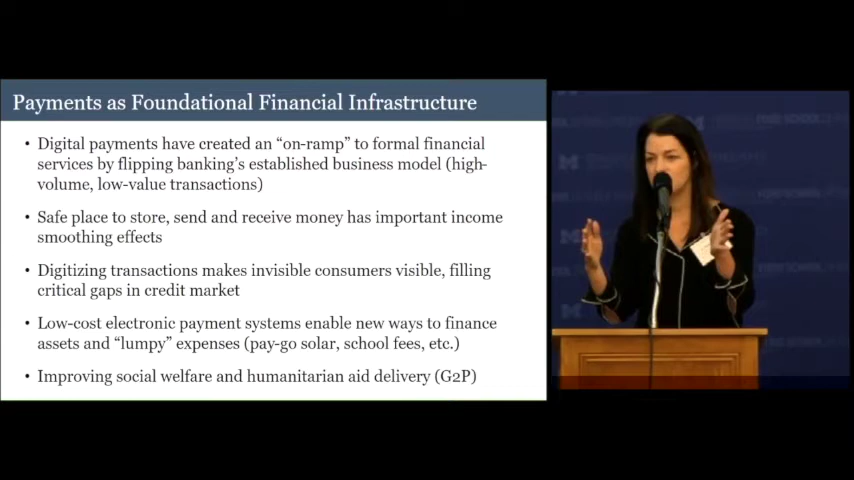 Payments as Foundational Financial Infrastructure
• Digital payments have created an “on-ramp” to formal financial
services by flipping banking’s established business model (high-
volume, low-value transactions)
• Safe place to store, send and receive money has important income
smoothing effects
• Digitizing transactions makes invisible consumers visible, filling
critical gaps in credit market
• Low-cost electronic payment systems enable new ways to finance
assets and “lumpy” expenses (pay-go solar, school fees, etc.)
• Improving social welfare and humanitarian aid delivery (G2P)